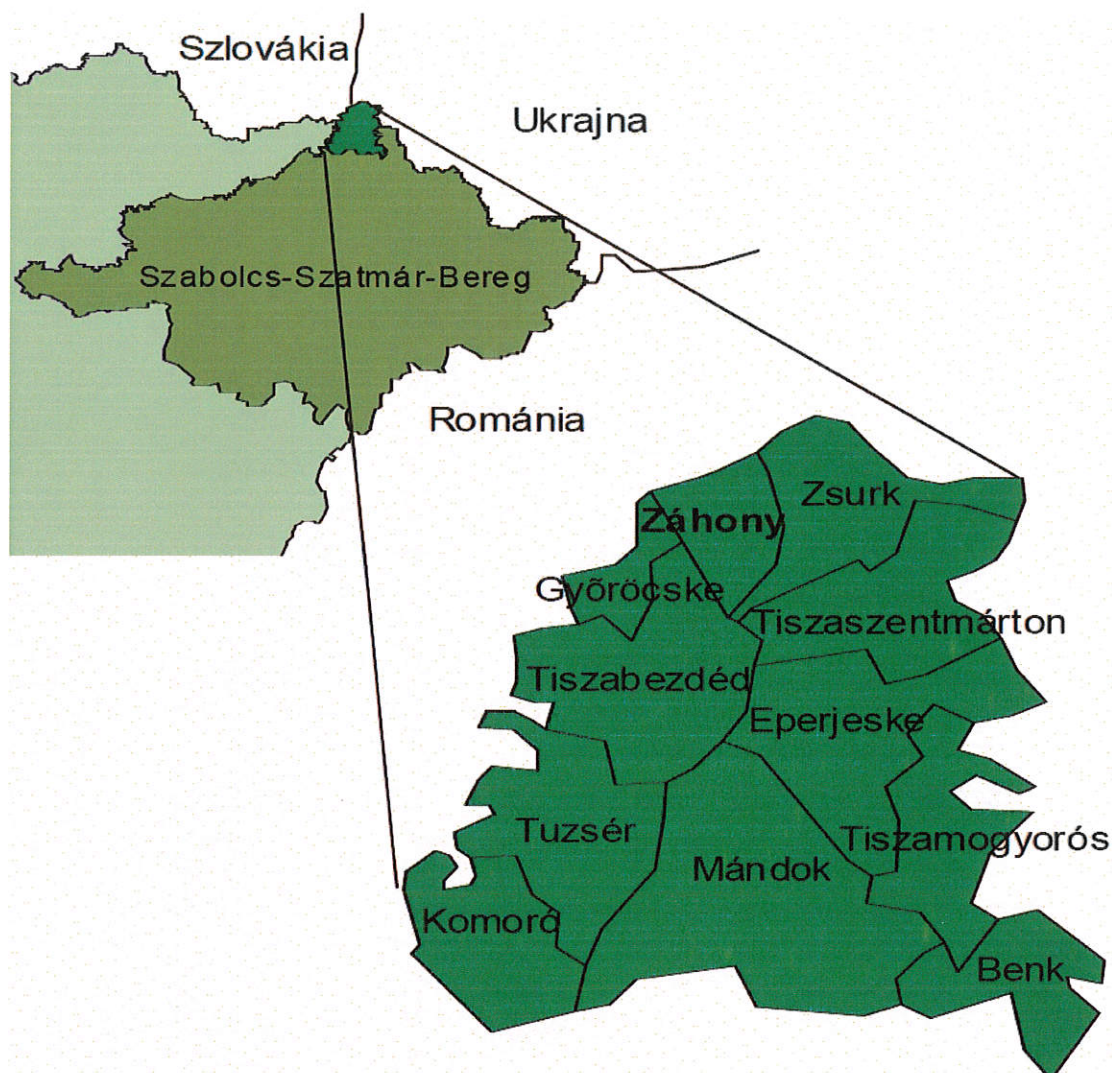 Szlovákia
Ukrajna
Szabolcs-Szatmár-Bereg
Románia
Zsurk
Záhony
Győröcske
Tiszaszentmárton
Tiszabezdéd
Eperjeske
Tuzsér
Tiszamogyorós
Mándok
Komoró
Benk